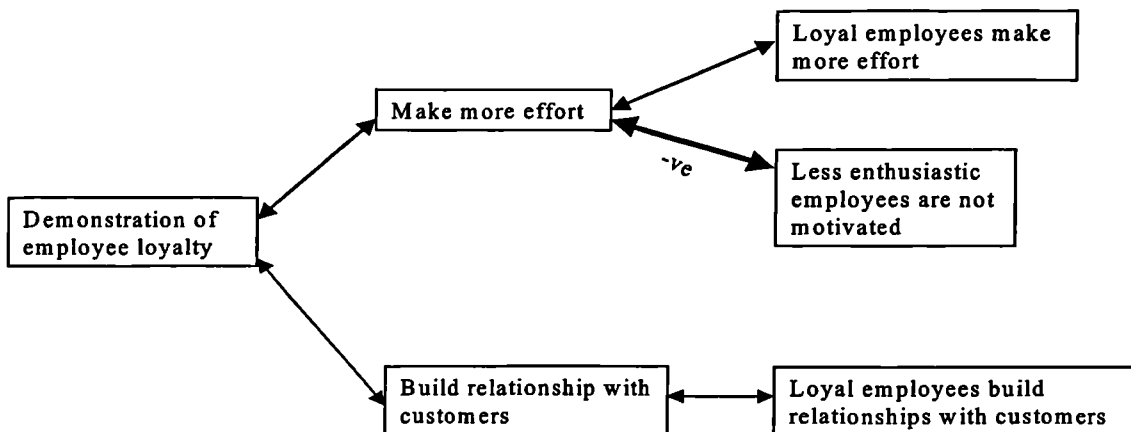 Loyal employees make
more effort
Make more effort
-ve
Less enthusiastic
employees are not
motivated
Demonstration of
employee loyalty
Build relationship with
customers
Loyal employees build
relationships with customers